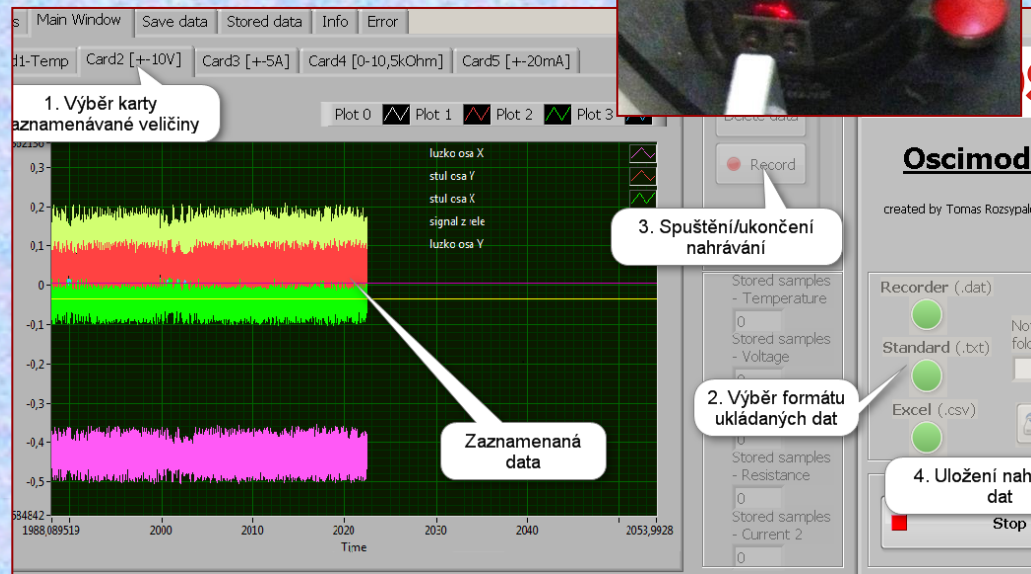 s Main Window Save data Stored data Info Error
d1-Temp Card2 [+-10V] Card3 [+-5A] Card4 [0-10,5kOhm] Card5 [+-20mA]
1. Výběr karty
aznamenávané veličiny
Plot 0 Plot 1 Plot 2 Plot 3
Delete data
Record
3. Spuštění/ukončení
nahrávání
luzko osa X
stul osa Y
stul osa X
signal z rele
luzko osa Y
0,3
0,2
0,1
0
-0,1
-0,2
-0,3
-0,4
-0,5
Zaznamenaná
data
1988,089519 2000 2010 2020 2030 2040 2053,9928
Time
Stored samples
- Temperature
0
Stored samples
- Voltage
2. Výběr formátu
ukládaných dat
0
Stored samples
- Resistance
0
Stored samples
- Current 2
0
Oscimod
created by Tomas Rozsypal
Recorder (.dat)
Standard (.txt)
Excel (.csv)
4. Uložení nah
dat
Stop